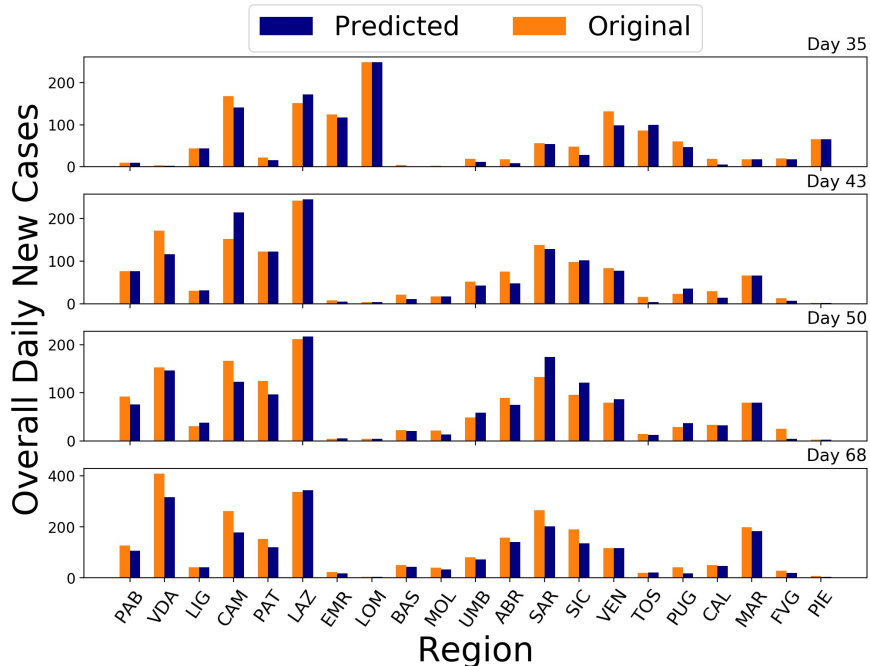 Predicted Original
Day 35
200
100
0
Day 43
200
100
0
Day 50
200
100
0
Day 68
400
200
0
Overall Daily New Cases
PAB VDA LIG CAM PAT LAZ EMR LOM BAS MOL UMB ABR SAR SIC VEN TOS PUG CAL MAR FVG PIE
Region